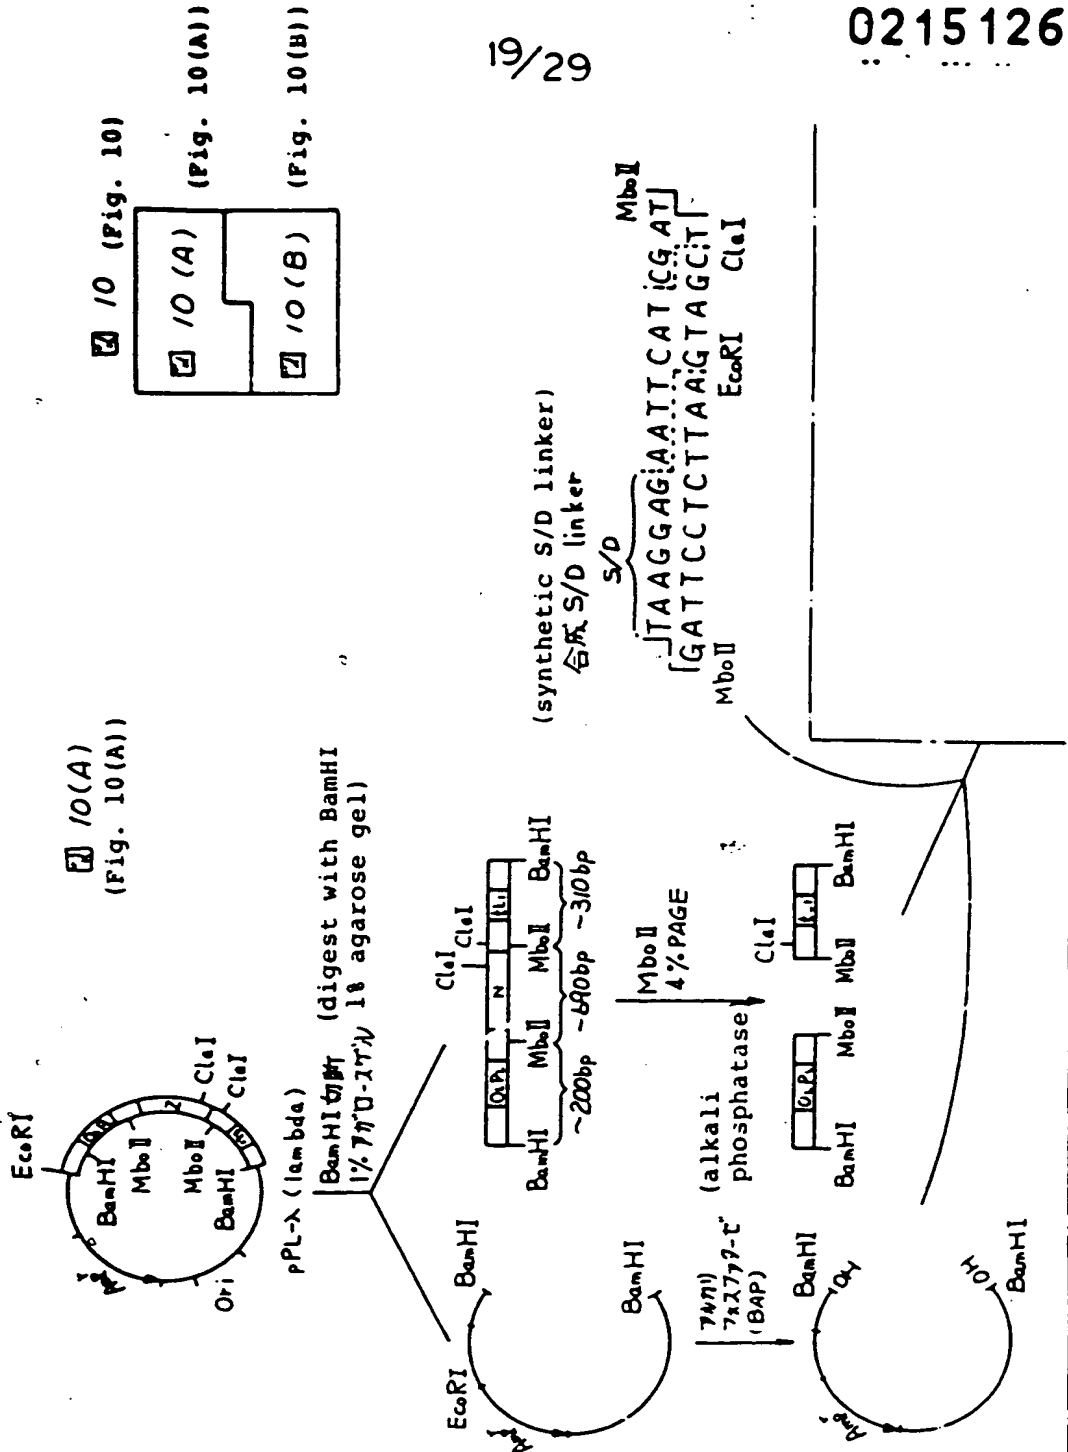 0215126
19/29
図 10 (Fig. 10)
図 10 (A) (Fig. 10(A))
図 10 (B) (Fig. 10(B))
図 10(A)
(Fig. 10(A))
EcoRI
BamHI
MboII
MboII
BamHI
ClaI
ClaI
N
Ori
pPL-λ (lambda)
BamHI切断 (digest with BamHI
1% アガロースゲル 1% agarose gel)
(synthetic S/D linker)
合成 S/D linker
S/D
MboII
TAAGGAGAATTCATCGAT
GATTCCTCTTAAGTAGCT
MboII
EcoRI ClaI
ClaI ClaI
N
BamHI MboII MboII BamHI
~200bp ~690bp ~310bp
EcoRI
BamHI
BamHI
MboII
4% PAGE
アルカリ (alkali
フォスファターゼ phosphatase)
(BAP)
ClaI
BamHI MboII MboII BamHI
BamHI
OH
OH
BamHI